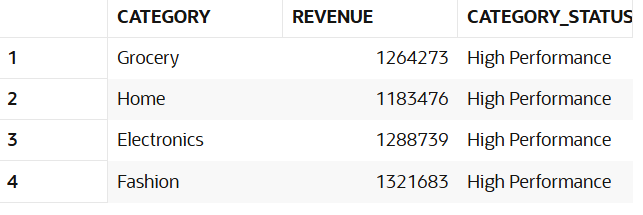 CATEGORY REVENUE CATEGORY_STATUS
1 Grocery 1264273 High Performance
2 Home 1183476 High Performance
3 Electronics 1288739 High Performance
4 Fashion 1321683 High Performance